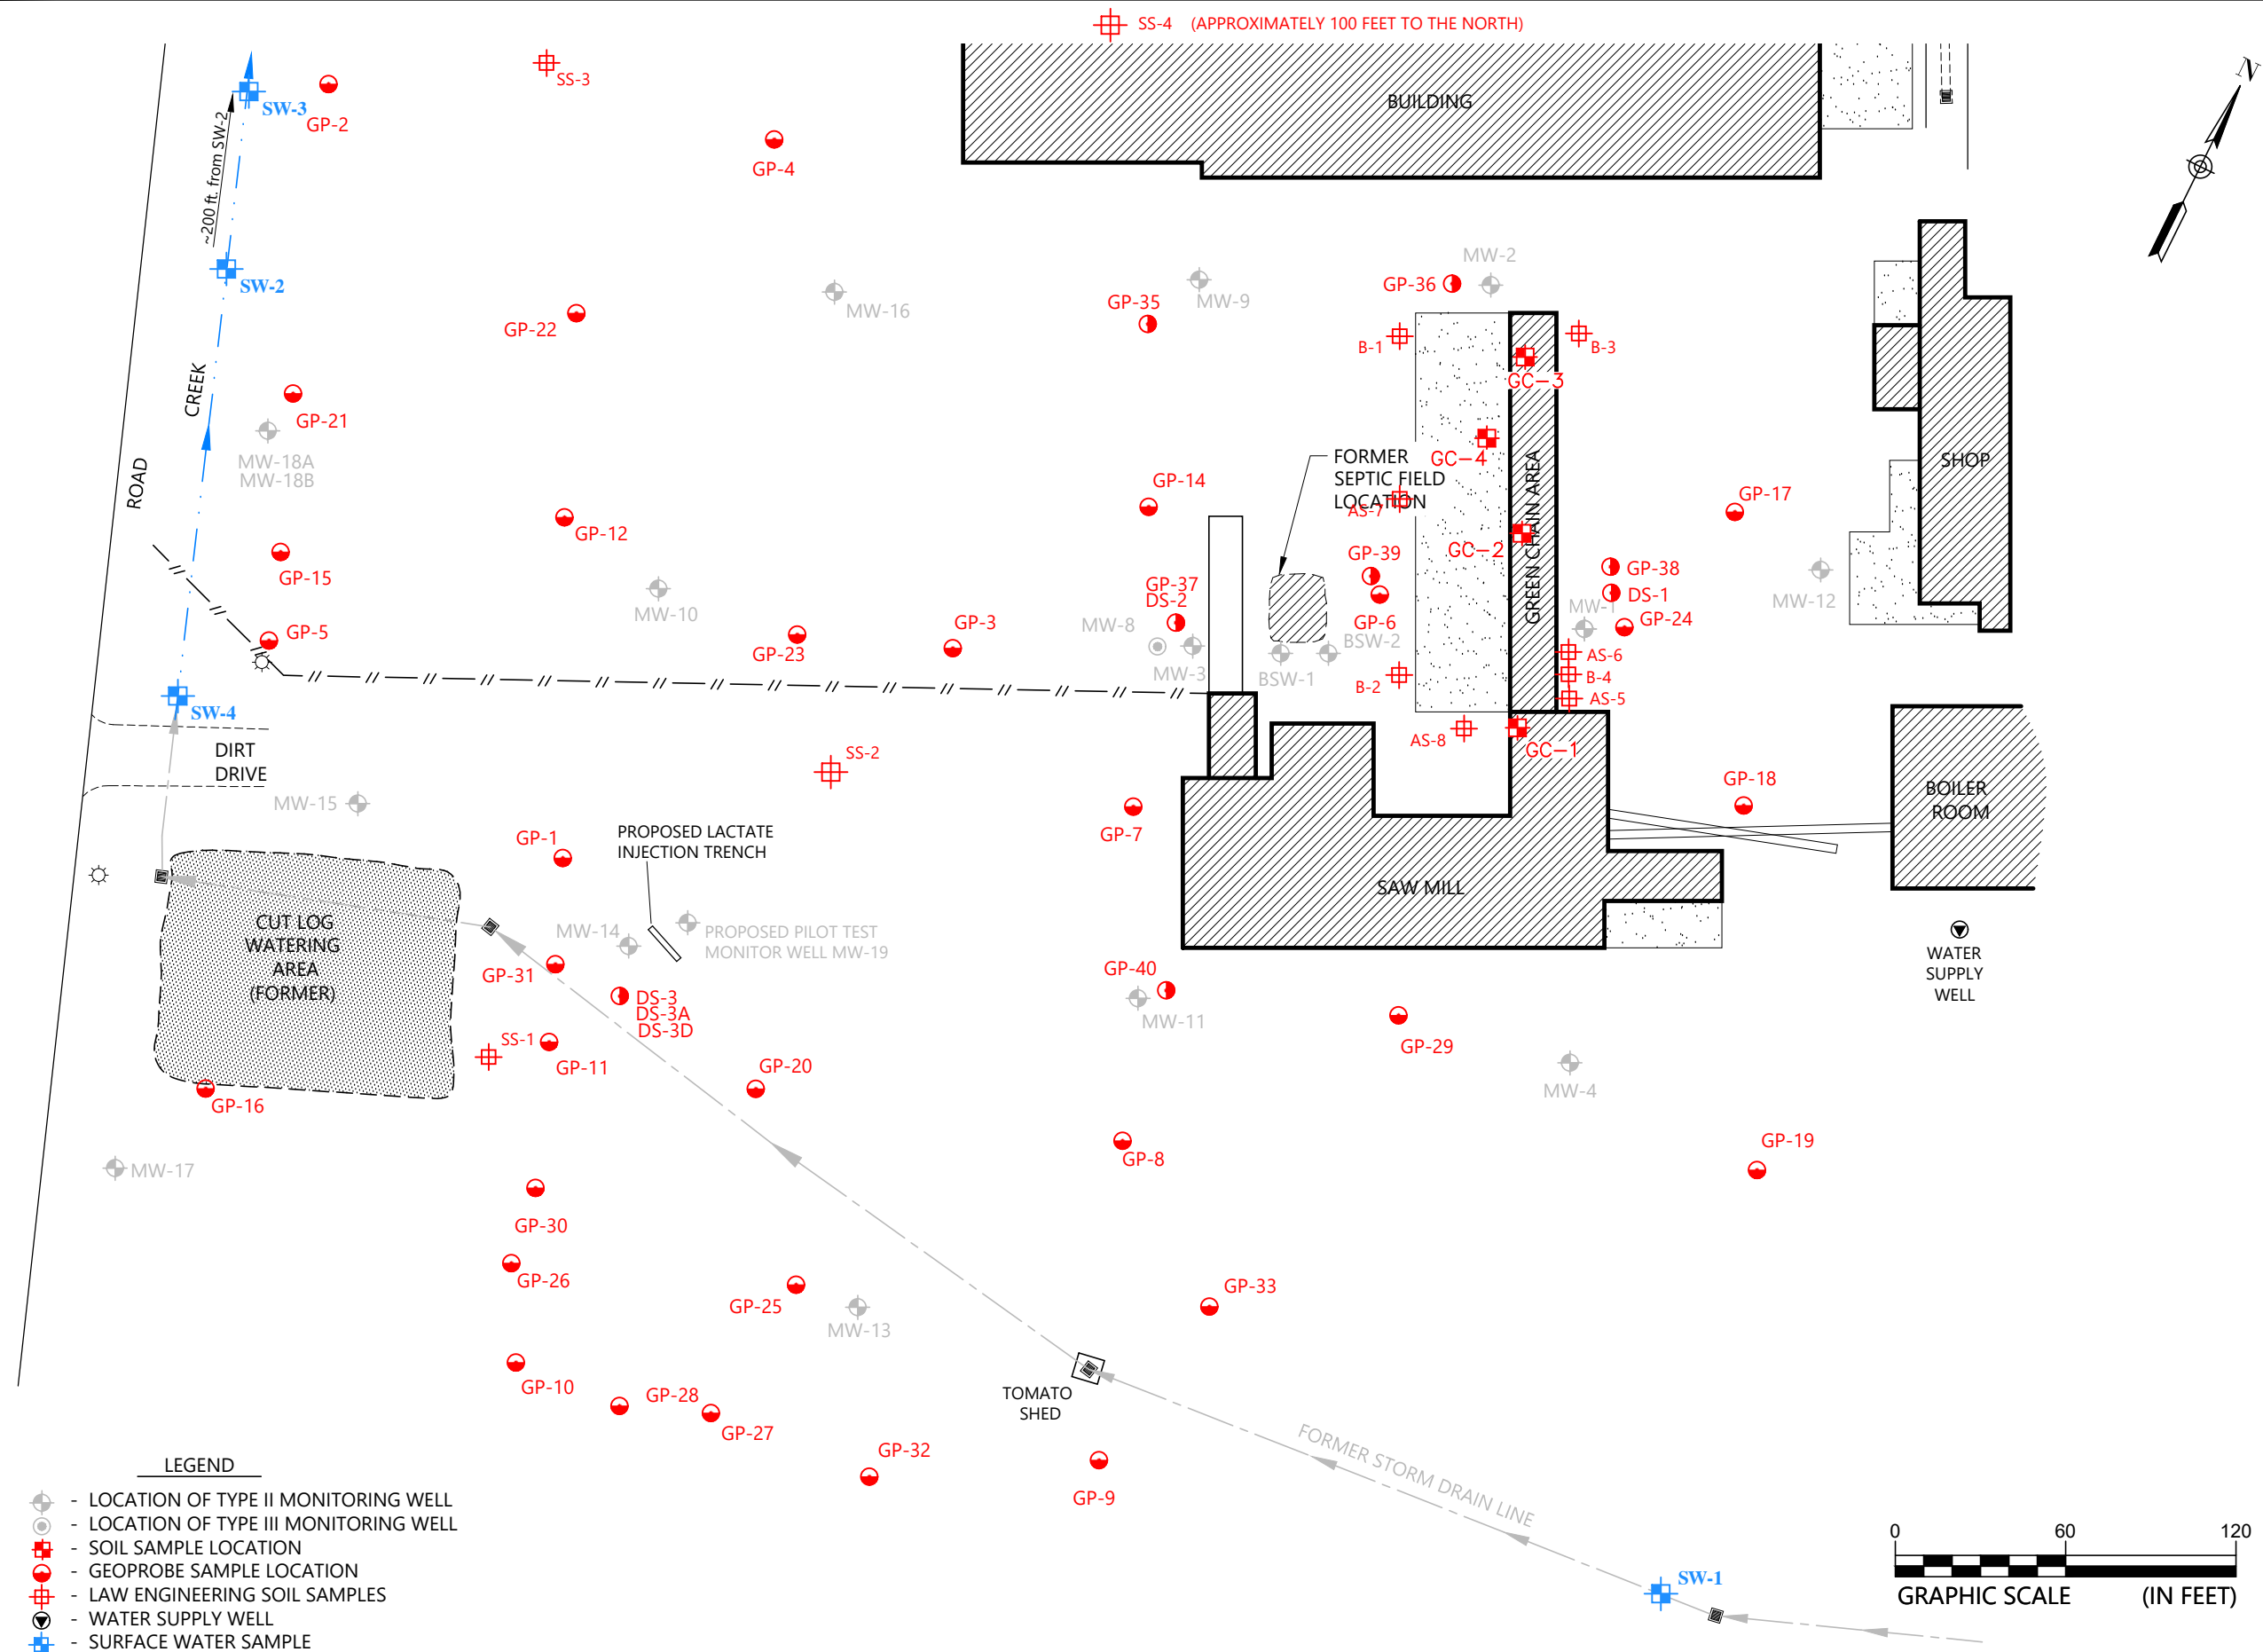 SS-4 (APPROXIMATELY 100 FEET TO THE NORTH)
N
SS-3
SW-3
GP-2
BUILDING
~200 ft. from SW-2
GP-4
SW-2
MW-2
GP-36
MW-16
MW-9
GP-35
GP-22
B-1
B-3
GC-3
CREEK
GP-21
MW-18A
MW-18B
GC-4
FORMER
SEPTIC FIELD
LOCATION
SHOP
ROAD
GP-14
GP-17
AS-7
GP-12
GREEN CHAIN AREA
GC-2
GP-39
GP-15
GP-38
GP-37
DS-2
DS-1
MW-12
MW-10
MW-1
GP-24
GP-5
GP-3
MW-8
GP-6
BSW-2
GP-23
AS-6
MW-3
BSW-1
B-2
B-4
AS-5
SW-4
AS-8
GC-1
DIRT
DRIVE
SS-2
GP-18
BOILER
ROOM
MW-15
GP-1
PROPOSED LACTATE
INJECTION TRENCH
GP-7
SAW MILL
CUT LOG
WATERING
AREA
(FORMER)
MW-14
PROPOSED PILOT TEST
MONITOR WELL MW-19
WATER
SUPPLY
WELL
GP-31
GP-40
DS-3
DS-3A
DS-3D
MW-11
SS-1
GP-11
GP-29
GP-20
MW-4
GP-16
GP-8
GP-19
MW-17
GP-30
GP-26
GP-25
GP-33
MW-13
GP-10
GP-28
GP-27
TOMATO
SHED
GP-32
GP-9
FORMER STORM DRAIN LINE
SW-1
LEGEND
- LOCATION OF TYPE II MONITORING WELL
- LOCATION OF TYPE III MONITORING WELL
- SOIL SAMPLE LOCATION
- GEOPROBE SAMPLE LOCATION
- LAW ENGINEERING SOIL SAMPLES
- WATER SUPPLY WELL
- SURFACE WATER SAMPLE
0 60 120
GRAPHIC SCALE (IN FEET)